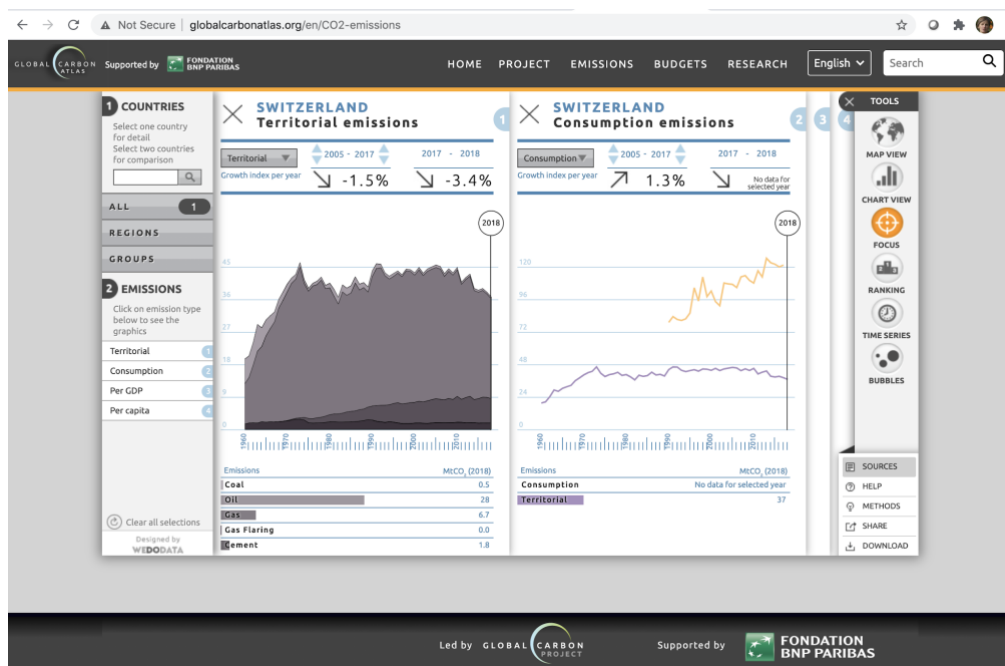 Not Secure | globalcarbonatlas.org/en/CO2-emissions
GLOBAL CARBON ATLAS
Supported by
FONDATION
BNP PARIBAS
HOME PROJECT EMISSIONS BUDGETS RESEARCH
English
Search
1 COUNTRIES
Select one country
for detail
Select two countries
for comparison
ALL 1
REGIONS
GROUPS
2 EMISSIONS
Click on emission type
below to see the
graphics
Territorial 1
Consumption 2
Per GDP 3
Per capita 4
Clear all selections
Designed by
WEDODATA
SWITZERLAND
Territorial emissions
1
Territorial
2005 - 2017
2017 - 2018
Growth index per year
-1.5%
-3.4%
2018
45
36
27
18
9
0
1960 1970 1980 1990 2000 2010
Emissions MtCO₂ (2018)
Coal 0.5
Oil 28
Gas 6.7
Gas Flaring 0.0
Cement 1.8
SWITZERLAND
Consumption emissions
2 3 4
Consumption
2005 - 2017
2017 - 2018
Growth index per year
1.3%
No data for
selected year
2018
120
96
72
48
24
0
1960 1970 1980 1990 2000 2010
Emissions MtCO₂ (2018)
Consumption No data for selected year
Territorial 37
TOOLS
MAP VIEW
CHART VIEW
FOCUS
RANKING
TIME SERIES
BUBBLES
SOURCES
HELP
METHODS
SHARE
DOWNLOAD
Led by GLOBAL CARBON PROJECT
Supported by
FONDATION
BNP PARIBAS